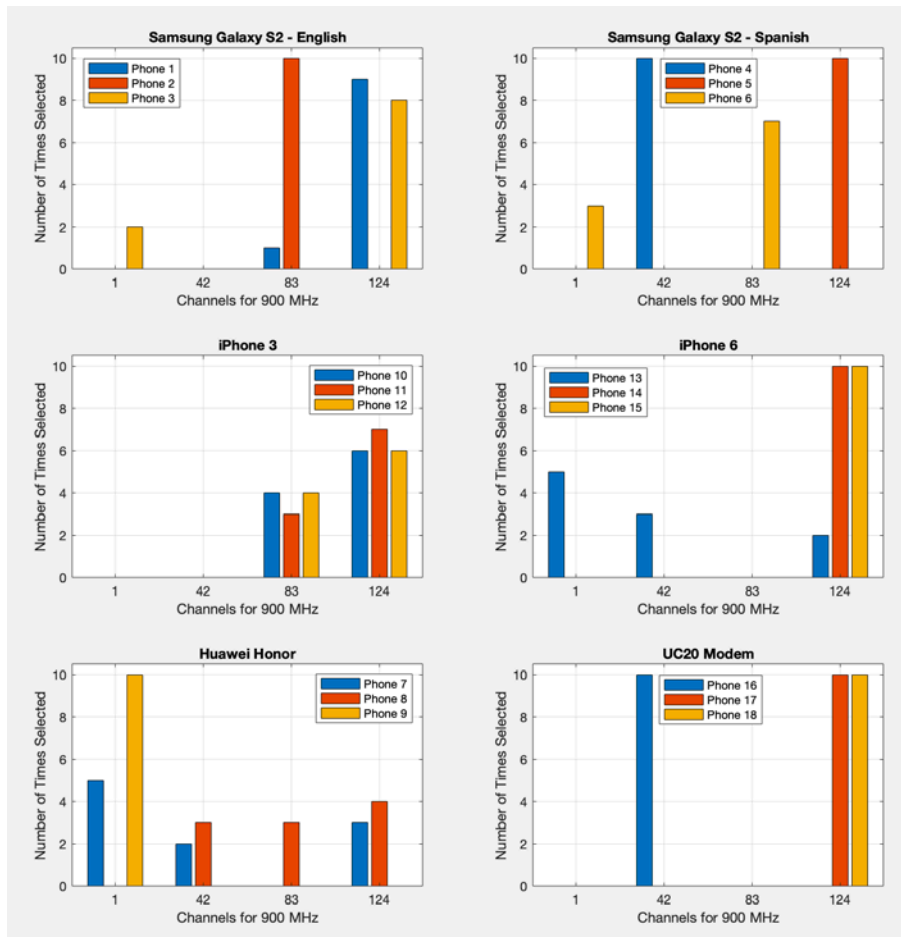 Samsung Galaxy S2 - English
Number of Times Selected
10
8
6
4
2
0
Phone 1
Phone 2
Phone 3
1 42 83 124
Channels for 900 MHz
Samsung Galaxy S2 - Spanish
Number of Times Selected
10
8
6
4
2
0
Phone 4
Phone 5
Phone 6
1 42 83 124
Channels for 900 MHz
iPhone 3
Number of Times Selected
10
8
6
4
2
0
Phone 10
Phone 11
Phone 12
1 42 83 124
Channels for 900 MHz
iPhone 6
Number of Times Selected
10
8
6
4
2
0
Phone 13
Phone 14
Phone 15
1 42 83 124
Channels for 900 MHz
Huawei Honor
Number of Times Selected
10
8
6
4
2
0
Phone 7
Phone 8
Phone 9
1 42 83 124
Channels for 900 MHz
UC20 Modem
Number of Times Selected
10
8
6
4
2
0
Phone 16
Phone 17
Phone 18
1 42 83 124
Channels for 900 MHz